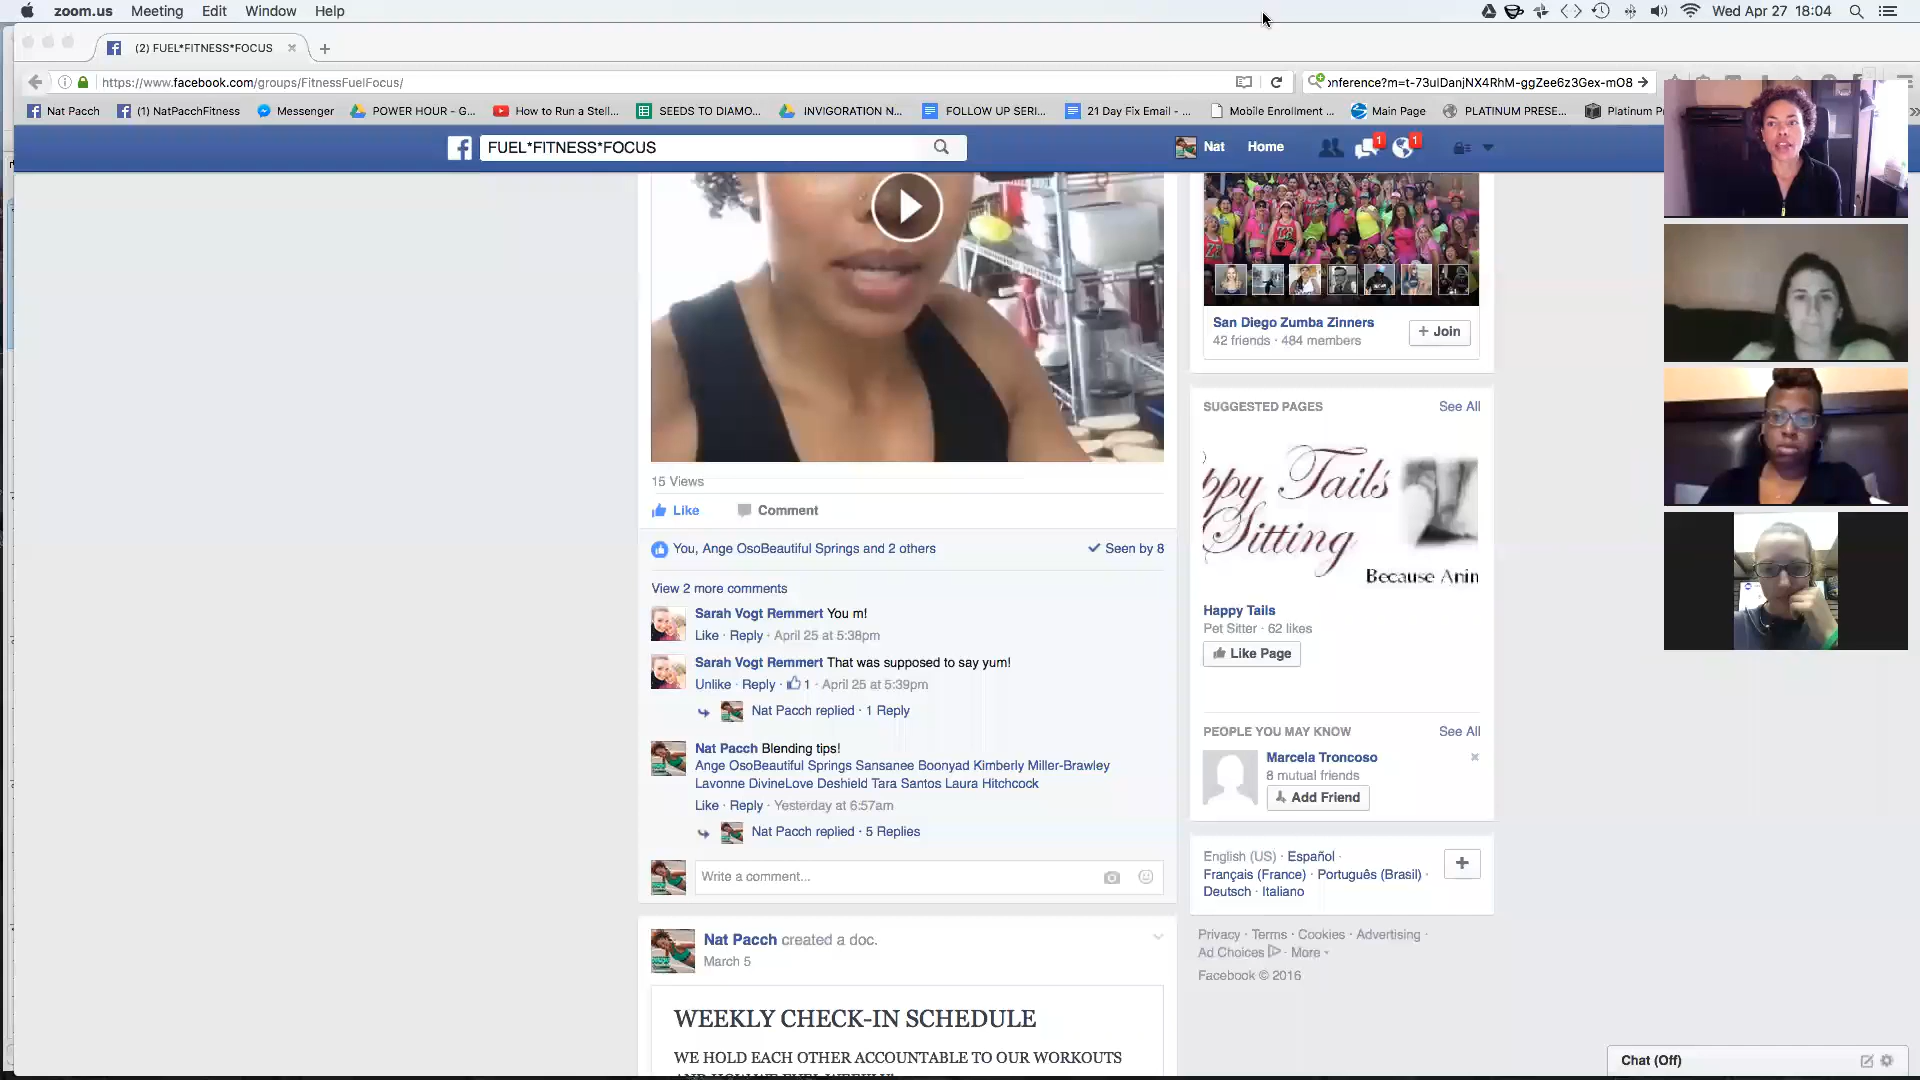 zoom.us Meeting Edit Window Help
Wed Apr 27 18:04
(2) FUEL*FITNESS*FOCUS
https://www.facebook.com/groups/FitnessFuelFocus/
onference?m=t-73uIDanjNX4RhM-ggZee6z3Gex-mO8
Nat Pacch (1) NatPacchFitness Messenger POWER HOUR - G... How to Run a Stell... SEEDS TO DIAMO... INVIGORATION N... FOLLOW UP SERI... 21 Day Fix Email - ... Mobile Enrollment ... Main Page PLATINUM PRESE... Platinum P
FUEL*FITNESS*FOCUS
Nat Home 1 1
15 Views
Like Comment
You, Ange OsoBeautiful Springs and 2 others Seen by 8
View 2 more comments
Sarah Vogt Remmert You m!
Like · Reply · April 25 at 5:38pm
Sarah Vogt Remmert That was supposed to say yum!
Unlike · Reply · 1 · April 25 at 5:39pm
Nat Pacch replied · 1 Reply
Nat Pacch Blending tips!
Ange OsoBeautiful Springs Sansanee Boonyad Kimberly Miller-Brawley
Lavonne DivineLove Deshield Tara Santos Laura Hitchcock
Like · Reply · Yesterday at 6:57am
Nat Pacch replied · 5 Replies
Write a comment...
Nat Pacch created a doc.
March 5
WEEKLY CHECK-IN SCHEDULE
WE HOLD EACH OTHER ACCOUNTABLE TO OUR WORKOUTS
San Diego Zumba Zinners
42 friends · 484 members
+ Join
SUGGESTED PAGES See All
ppy Tails
Sitting
Because Anim
Happy Tails
Pet Sitter · 62 likes
Like Page
PEOPLE YOU MAY KNOW See All
Marcela Troncoso
8 mutual friends
Add Friend
English (US) · Español ·
Français (France) · Português (Brasil) ·
Deutsch · Italiano
Privacy · Terms · Cookies · Advertising ·
Ad Choices · More
Facebook © 2016
Chat (Off)